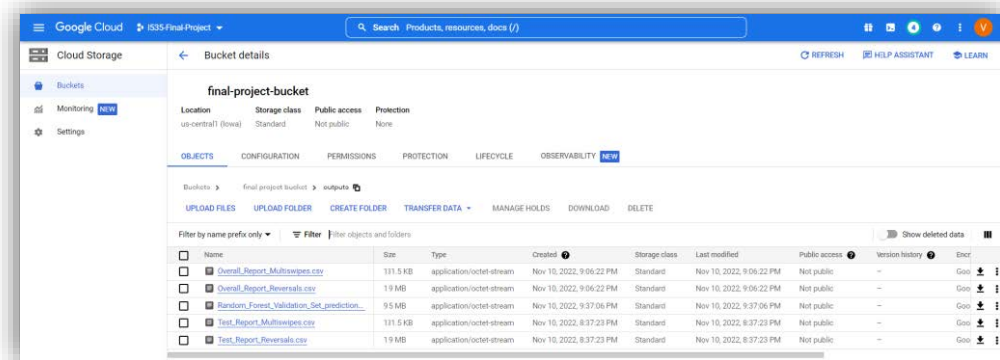 Google Cloud I535-Final-Project Search Products, resources, docs (/) 4 V
Cloud Storage Bucket details REFRESH HELP ASSISTANT LEARN
Buckets
Monitoring NEW
Settings
final-project-bucket
Location Storage class Public access Protection
us-central1 (Iowa) Standard Not public None
OBJECTS CONFIGURATION PERMISSIONS PROTECTION LIFECYCLE OBSERVABILITY NEW
Buckets final project bucket outputs
UPLOAD FILES UPLOAD FOLDER CREATE FOLDER TRANSFER DATA MANAGE HOLDS DOWNLOAD DELETE
Filter by name prefix only Filter Filter objects and folders Show deleted data
Name Size Type Created Storage class Last modified Public access Version history Encr
Overall_Report_Multiswipes.csv 131.5 KB application/octet-stream Nov 10, 2022, 9:06:22 PM Standard Nov 10, 2022, 9:06:22 PM Not public – Goo
Overall_Report_Reversals.csv 1.9 MB application/octet-stream Nov 10, 2022, 9:06:22 PM Standard Nov 10, 2022, 9:06:22 PM Not public – Goo
Random_Forest_Validation_Set_prediction... 9.5 MB application/octet-stream Nov 10, 2022, 9:37:06 PM Standard Nov 10, 2022, 9:37:06 PM Not public – Goo
Test_Report_Multiswipes.csv 131.5 KB application/octet-stream Nov 10, 2022, 8:37:23 PM Standard Nov 10, 2022, 8:37:23 PM Not public – Goo
Test_Report_Reversals.csv 1.9 MB application/octet-stream Nov 10, 2022, 8:37:23 PM Standard Nov 10, 2022, 8:37:23 PM Not public – Goo